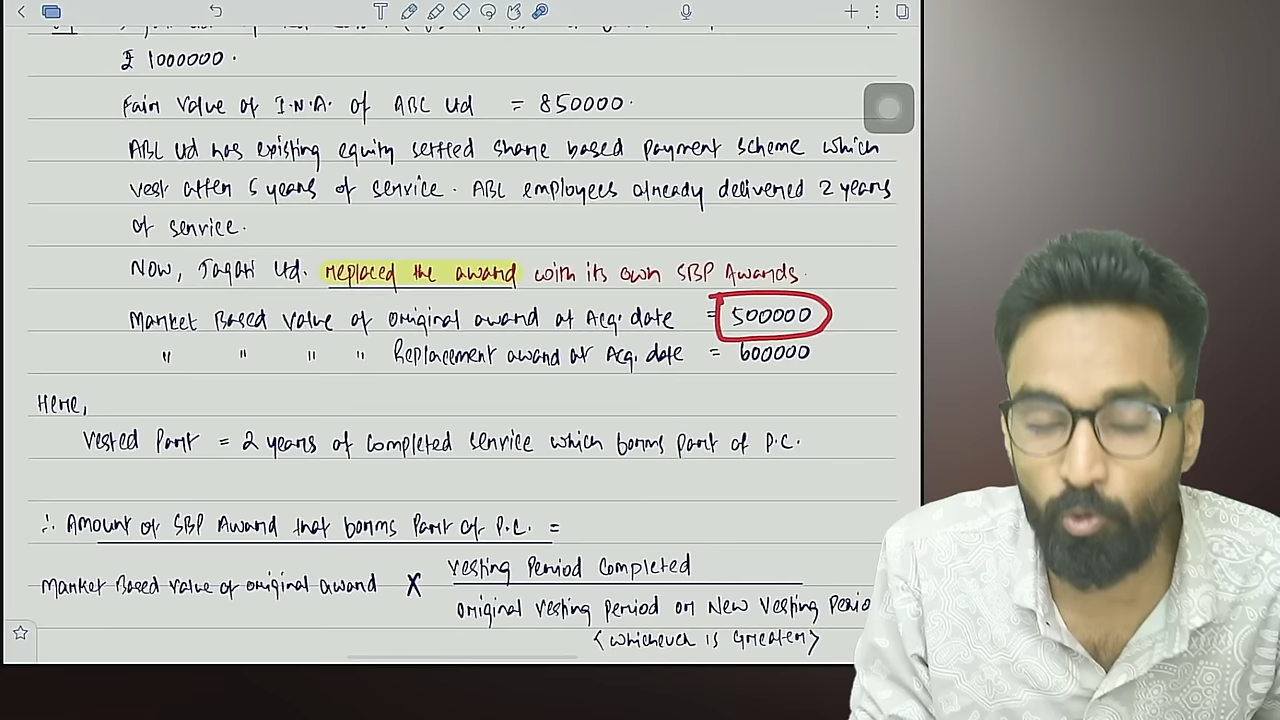 ₹ 1000000.
Fair Value of I.N.A. of ABC Ltd = 850000.
ABC Ltd has existing equity settled share based payment scheme which
vest after 5 years of service. ABC employees already delivered 2 years
of service.
Now, Jagati Ltd. replaced the award with its own SBP Awards.
Market Based Value of original award at Acq. date = 500000
" " " " Replacement award at Acq. date = 600000
Here,
Vested Part = 2 years of completed service which forms part of P.C.
∴ Amount of SBP Award that forms Part of P.C. =
Market Based value of original award X Vesting Period Completed
original vesting period or New Vesting Perio
(whichever is Greater)